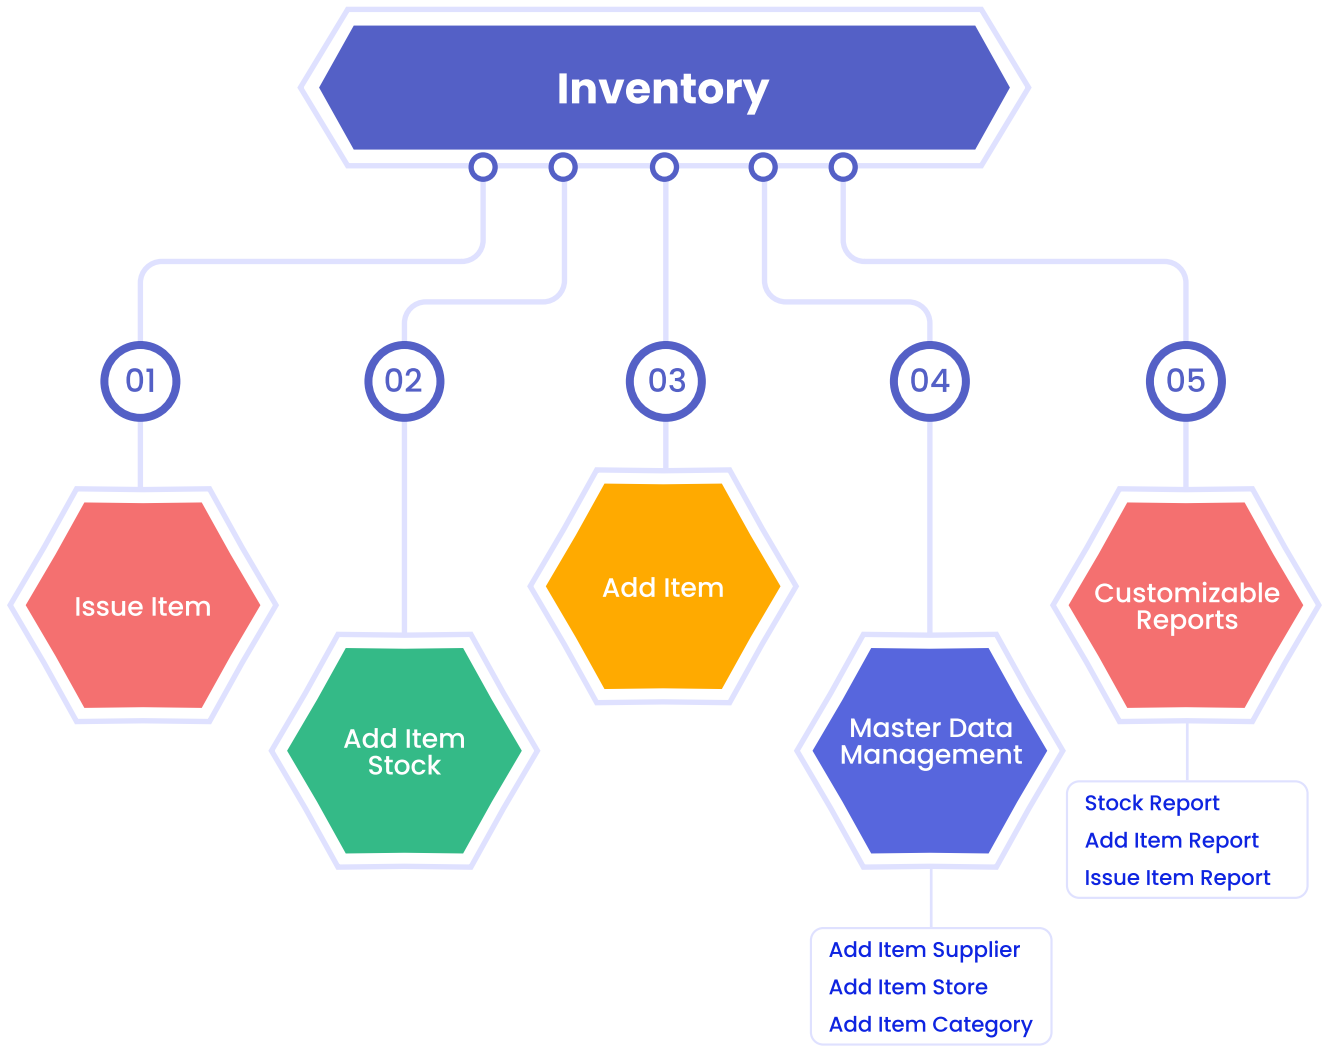 Inventory
01
02
03
04
05
Issue Item
Add Item
Stock
Add Item
Master Data
Management
Customizable
Reports
Stock Report
Add Item Report
Issue Item Report
Add Item Supplier
Add Item Store
Add Item Category